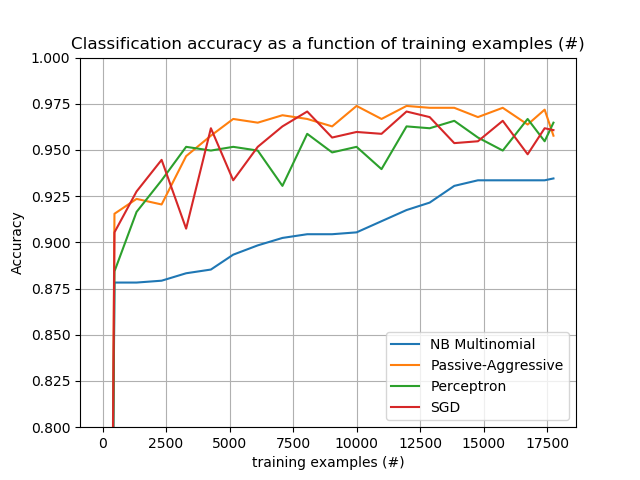 Classification accuracy as a function of training examples (#)
1.000
0.975
0.950
0.925
0.900
0.875
0.850
0.825
0.800
Accuracy
NB Multinomial
Passive-Aggressive
Perceptron
SGD
0 2500 5000 7500 10000 12500 15000 17500
training examples (#)